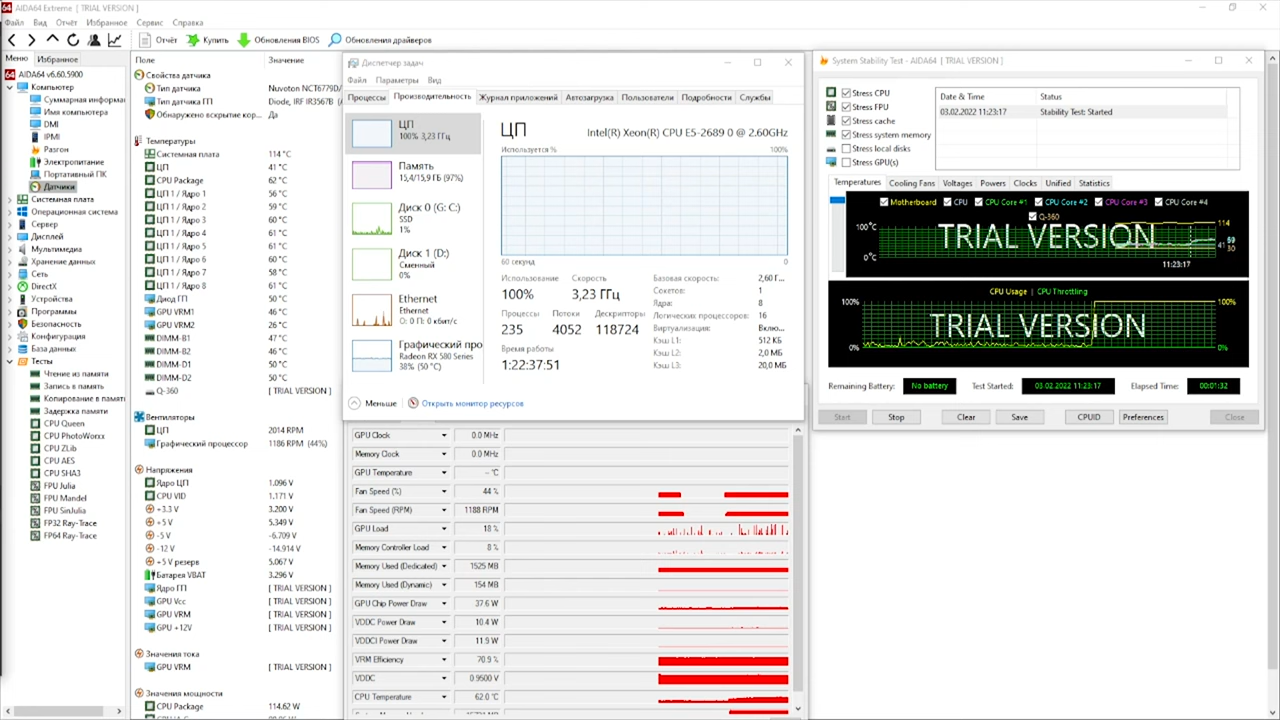 AIDA64 Extreme [ TRIAL VERSION ]
Файл Вид Отчёт Избранное Сервис Справка
Отчёт Купить Обновления BIOS Обновления драйверов
Меню Избранное
AIDA64 v6.60.5900
Компьютер
Суммарная информа
Имя компьютера
DMI
IPMI
Разгон
Электропитание
Портативный ПК
Датчики
Системная плата
Операционная система
Сервер
Дисплей
Мультимедиа
Хранение данных
Сеть
DirectX
Устройства
Программы
Безопасность
Конфигурация
База данных
Тесты
Чтение из памяти
Запись в память
Копирование в память
Задержка памяти
CPU Queen
CPU PhotoWorxx
CPU ZLib
CPU AES
CPU SHA3
FPU Julia
FPU Mandel
FPU SinJulia
FP32 Ray-Trace
FP64 Ray-Trace
Поле Значение
Свойства датчика
Тип датчика Nuvoton NCT6779D/
Тип датчика ГП Diode, IRF IR3567B (
Обнаружено вскрытие кор... Да
Температуры
Системная плата 114 °C
ЦП 41 °C
CPU Package 62 °C
ЦП 1 / Ядро 1 56 °C
ЦП 1 / Ядро 2 59 °C
ЦП 1 / Ядро 3 60 °C
ЦП 1 / Ядро 4 61 °C
ЦП 1 / Ядро 5 61 °C
ЦП 1 / Ядро 6 60 °C
ЦП 1 / Ядро 7 58 °C
ЦП 1 / Ядро 8 61 °C
Диод ГП 50 °C
GPU VRM1 46 °C
GPU VRM2 26 °C
DIMM-B1 47 °C
DIMM-B2 46 °C
DIMM-D1 50 °C
DIMM-D2 50 °C
Q-360 [ TRIAL VERSION ]
Вентиляторы
ЦП 2014 RPM
Графический процессор 1186 RPM (44%)
Напряжения
Ядро ЦП 1.096 V
CPU VID 1.171 V
+3.3 V 3.200 V
+5 V 5.349 V
-5 V -6.709 V
-12 V -14.914 V
+5 V резерв 5.067 V
Батарея VBAT 3.296 V
Ядро ГП [ TRIAL VERSION ]
GPU Vcc [ TRIAL VERSION ]
GPU VRM [ TRIAL VERSION ]
GPU +12V [ TRIAL VERSION ]
Значения тока
GPU VRM [ TRIAL VERSION ]
Значения мощности
CPU Package 114.62 W
Диспетчер задач
Файл Параметры Вид
Процессы Производительность Журнал приложений Автозагрузка Пользователи Подробности Службы
ЦП
100% 3,23 ГГц
Память
15,4/15,9 ГБ (97%)
Диск 0 (G: C:)
SSD
1%
Диск 1 (D:)
Сменный
0%
Ethernet
Ethernet
О: 0 П: 0 кбит/с
Графический про
Radeon RX 580 Series
38% (50 °C)
ЦП Intel(R) Xeon(R) CPU E5-2689 0 @ 2.60GHz
Используется % 100%
60 секунд 0
Использование Скорость
100% 3,23 ГГц
Процессы Потоки Дескрипторы
235 4052 118724
Время работы
1:22:37:51
Базовая скорость: 2,60 Г...
Сокетов: 1
Ядра: 8
Логических процессоров: 16
Виртуализация: Вклю...
Кэш L1: 512 КБ
Кэш L2: 2,0 МБ
Кэш L3: 20,0 МБ
Меньше Открыть монитор ресурсов
GPU Clock 0.0 MHz
Memory Clock 0.0 MHz
GPU Temperature -- °C
Fan Speed (%) 44 %
Fan Speed (RPM) 1188 RPM
GPU Load 18 %
Memory Controller Load 8 %
Memory Used (Dedicated) 1525 MB
Memory Used (Dynamic) 154 MB
GPU Chip Power Draw 37.6 W
VDDC Power Draw 10.4 W
VDDCI Power Draw 11.9 W
VRM Efficiency 70.9 %
VDDC 0.9500 V
CPU Temperature 62.0 °C
System Stability Test - AIDA64 [ TRIAL VERSION ]
Stress CPU
Stress FPU
Stress cache
Stress system memory
Stress local disks
Stress GPU(s)
Date & Time Status
03.02.2022 11:23:17 Stability Test: Started
Temperatures Cooling Fans Voltages Powers Clocks Unified Statistics
Motherboard CPU CPU Core #1 CPU Core #2 CPU Core #3 CPU Core #4
Q-360
100°C TRIAL VERSION 114
41
30
0°C
11:23:17
CPU Usage | CPU Throttling
100% TRIAL VERSION 100%
0% 0%
Remaining Battery: No battery Test Started: 03.02.2022 11:23:17 Elapsed Time: 00:01:32
Start Stop Clear Save CPUID Preferences Close